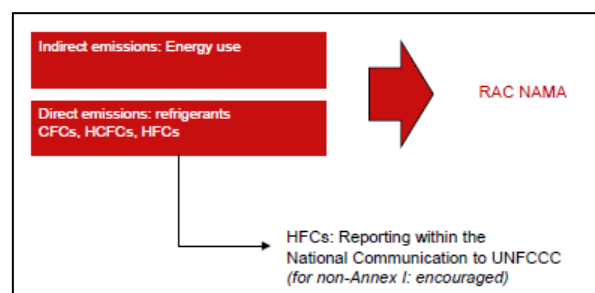 Indirect emissions: Energy use
Direct emissions: refrigerants
CFCs, HCFCs, HFCs
RAC NAMA
HFCs: Reporting within the
National Communication to UNFCCC
(for non-Annex I: encouraged)